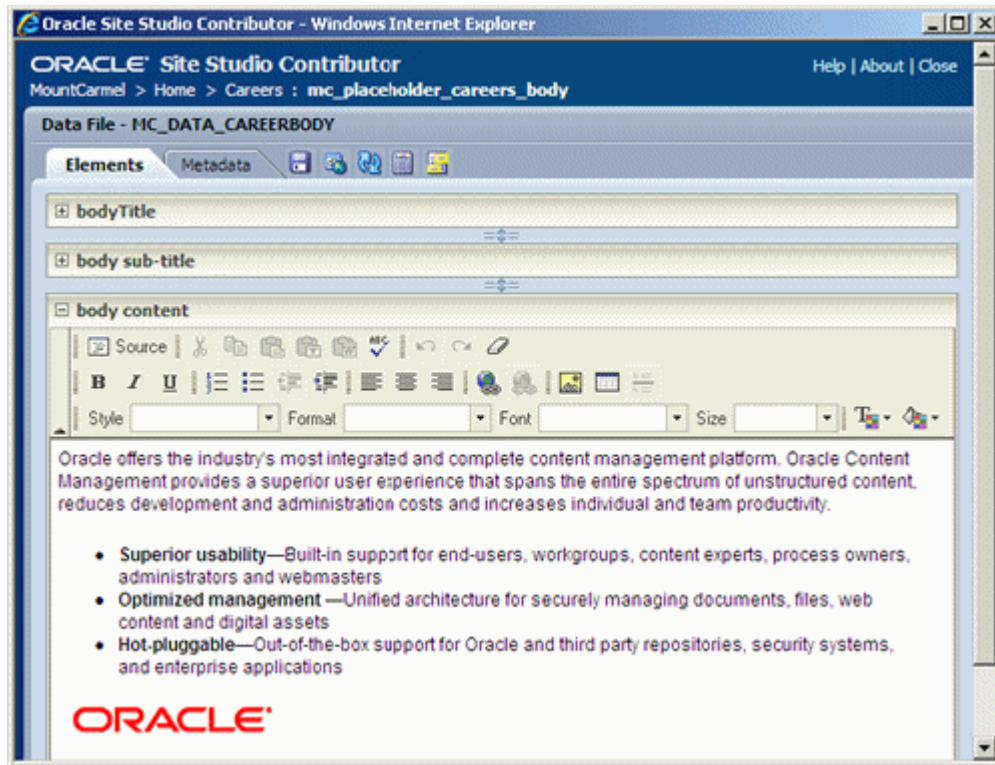 Oracle Site Studio Contributor - Windows Internet Explorer
ORACLE' Site Studio Contributor
Help | About | Close
MountCarmel > Home > Careers : mc_placeholder_careers_body
Data File - MC_DATA_CAREERBODY
Elements Metadata
bodyTitle
body sub-title
body content
Source ABC
B I U
Style Format Font Size T
Oracle offers the industry's most integrated and complete content management platform. Oracle Content
Management provides a superior user experience that spans the entire spectrum of unstructured content,
reduces development and administration costs and increases individual and team productivity.
• Superior usability—Built-in support for end-users, workgroups, content experts, process owners,
administrators and webmasters
• Optimized management —Unified architecture for securely managing documents, files, web
content and digital assets
• Hot-pluggable—Out-of-the-box support for Oracle and third party repositories, security systems,
and enterprise applications
ORACLE'